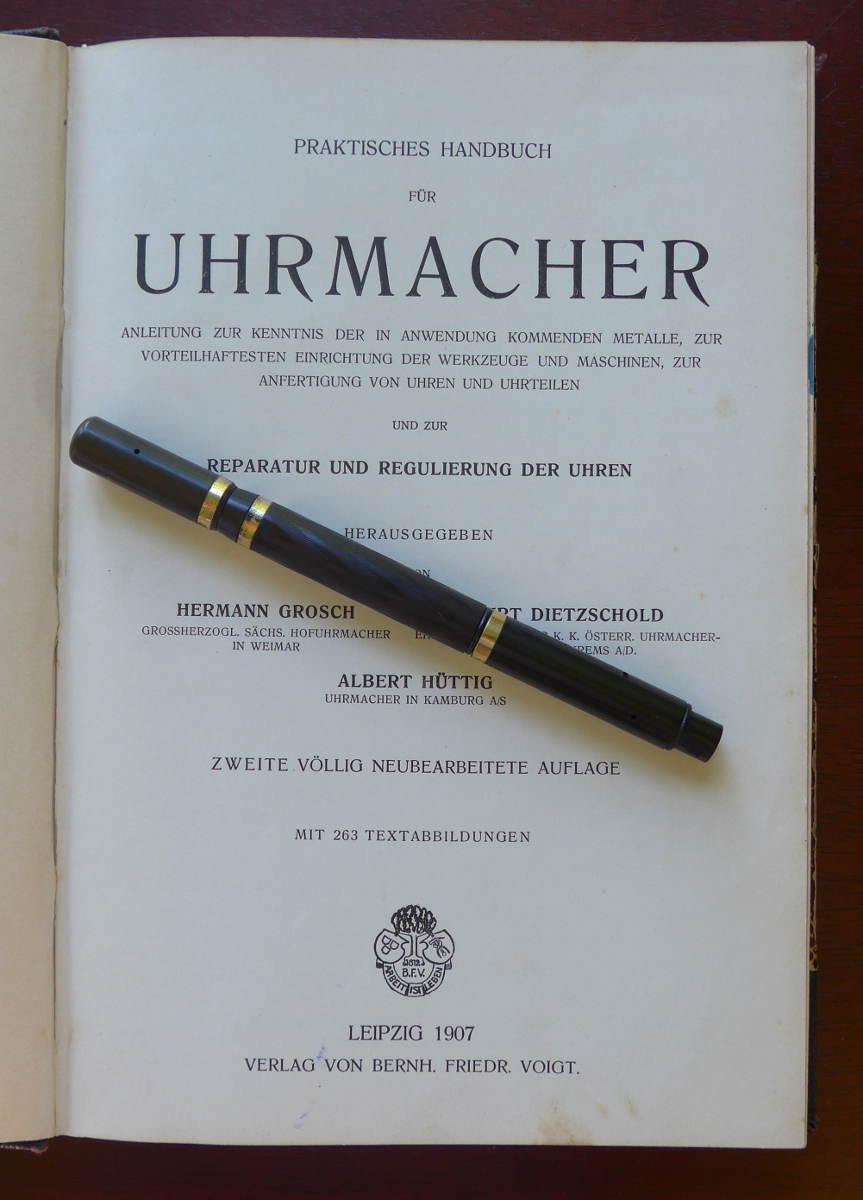 PRAKTISCHES HANDBUCH
FÜR
UHRMACHER
ANLEITUNG ZUR KENNTNIS DER IN ANWENDUNG KOMMENDEN METALLE, ZUR
VORTEILHAFTESTEN EINRICHTUNG DER WERKZEUGE UND MASCHINEN, ZUR
ANFERTIGUNG VON UHREN UND UHRTEILEN
UND ZUR
REPARATUR UND REGULIERUNG DER UHREN
HERAUSGEGEBEN
HERMANN GROSCH
GROSSHERZOGL. SÄCHS. HOFUHRMACHER
IN WEIMAR
DIETZSCHOLD
K. K. ÖSTERR. UHRMACHER-
A/D.
ALBERT HÜTTIG
UHRMACHER IN KAMBURG A/S
ZWEITE VÖLLIG NEUBEARBEITETE AUFLAGE
MIT 263 TEXTABBILDUNGEN
B.F.V.
ARBEIT IST LEBEN
LEIPZIG 1907
VERLAG VON BERNH. FRIEDR. VOIGT.